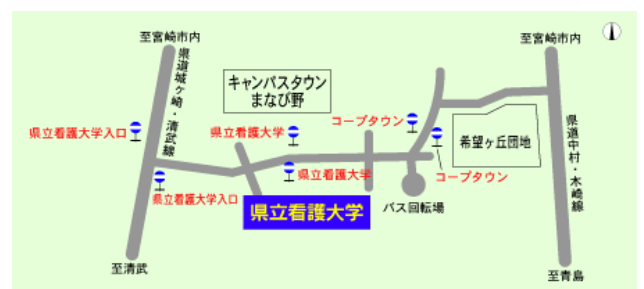 至宮崎市内
至宮崎市内
県道城ヶ崎・清武線
キャンパスタウン
まなび野
コープタウン
県立看護大学入口
県立看護大学
希望ヶ丘団地
県道中村・木崎線
県立看護大学
コープタウン
県立看護大学入口
県立看護大学
バス回転場
至清武
至青島